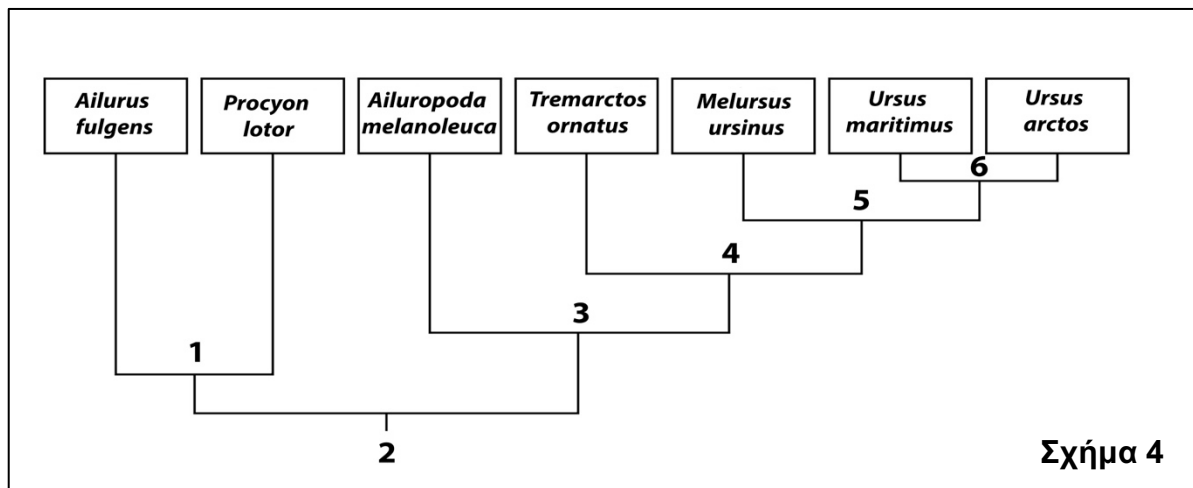 Ailurus
fulgens
Procyon
lotor
Ailuropoda
melanoleuca
Tremarctos
ornatus
Melursus
ursinus
Ursus
maritimus
Ursus
arctos
6
5
4
3
1
2
Σχήμα 4